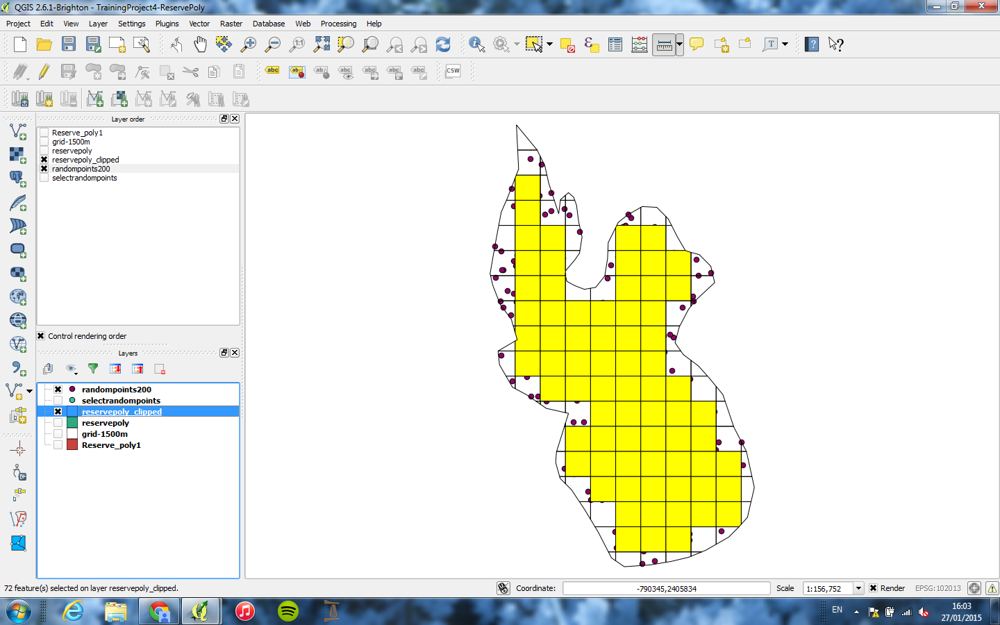 QGIS 2.6.1-Brighton - TrainingProject4-ReservePoly
Project Edit View Layer Settings Plugins Vector Raster Database Web Processing Help
1:1
T
?
?
abc ab abc abc abc abc abc CSW
Layer order
Reserve_poly1
grid-1500m
reservepoly
reservepoly_clipped
randompoints200
selectrandompoints
Control rendering order
Layers
randompoints200
selectrandompoints
reservepoly_clipped
reservepoly
grid-1500m
Reserve_poly1
72 feature(s) selected on layer reservepoly_clipped.
Coordinate: -790345,2405834 Scale 1:156,752 Render EPSG:102013
EN
16:03
27/01/2015